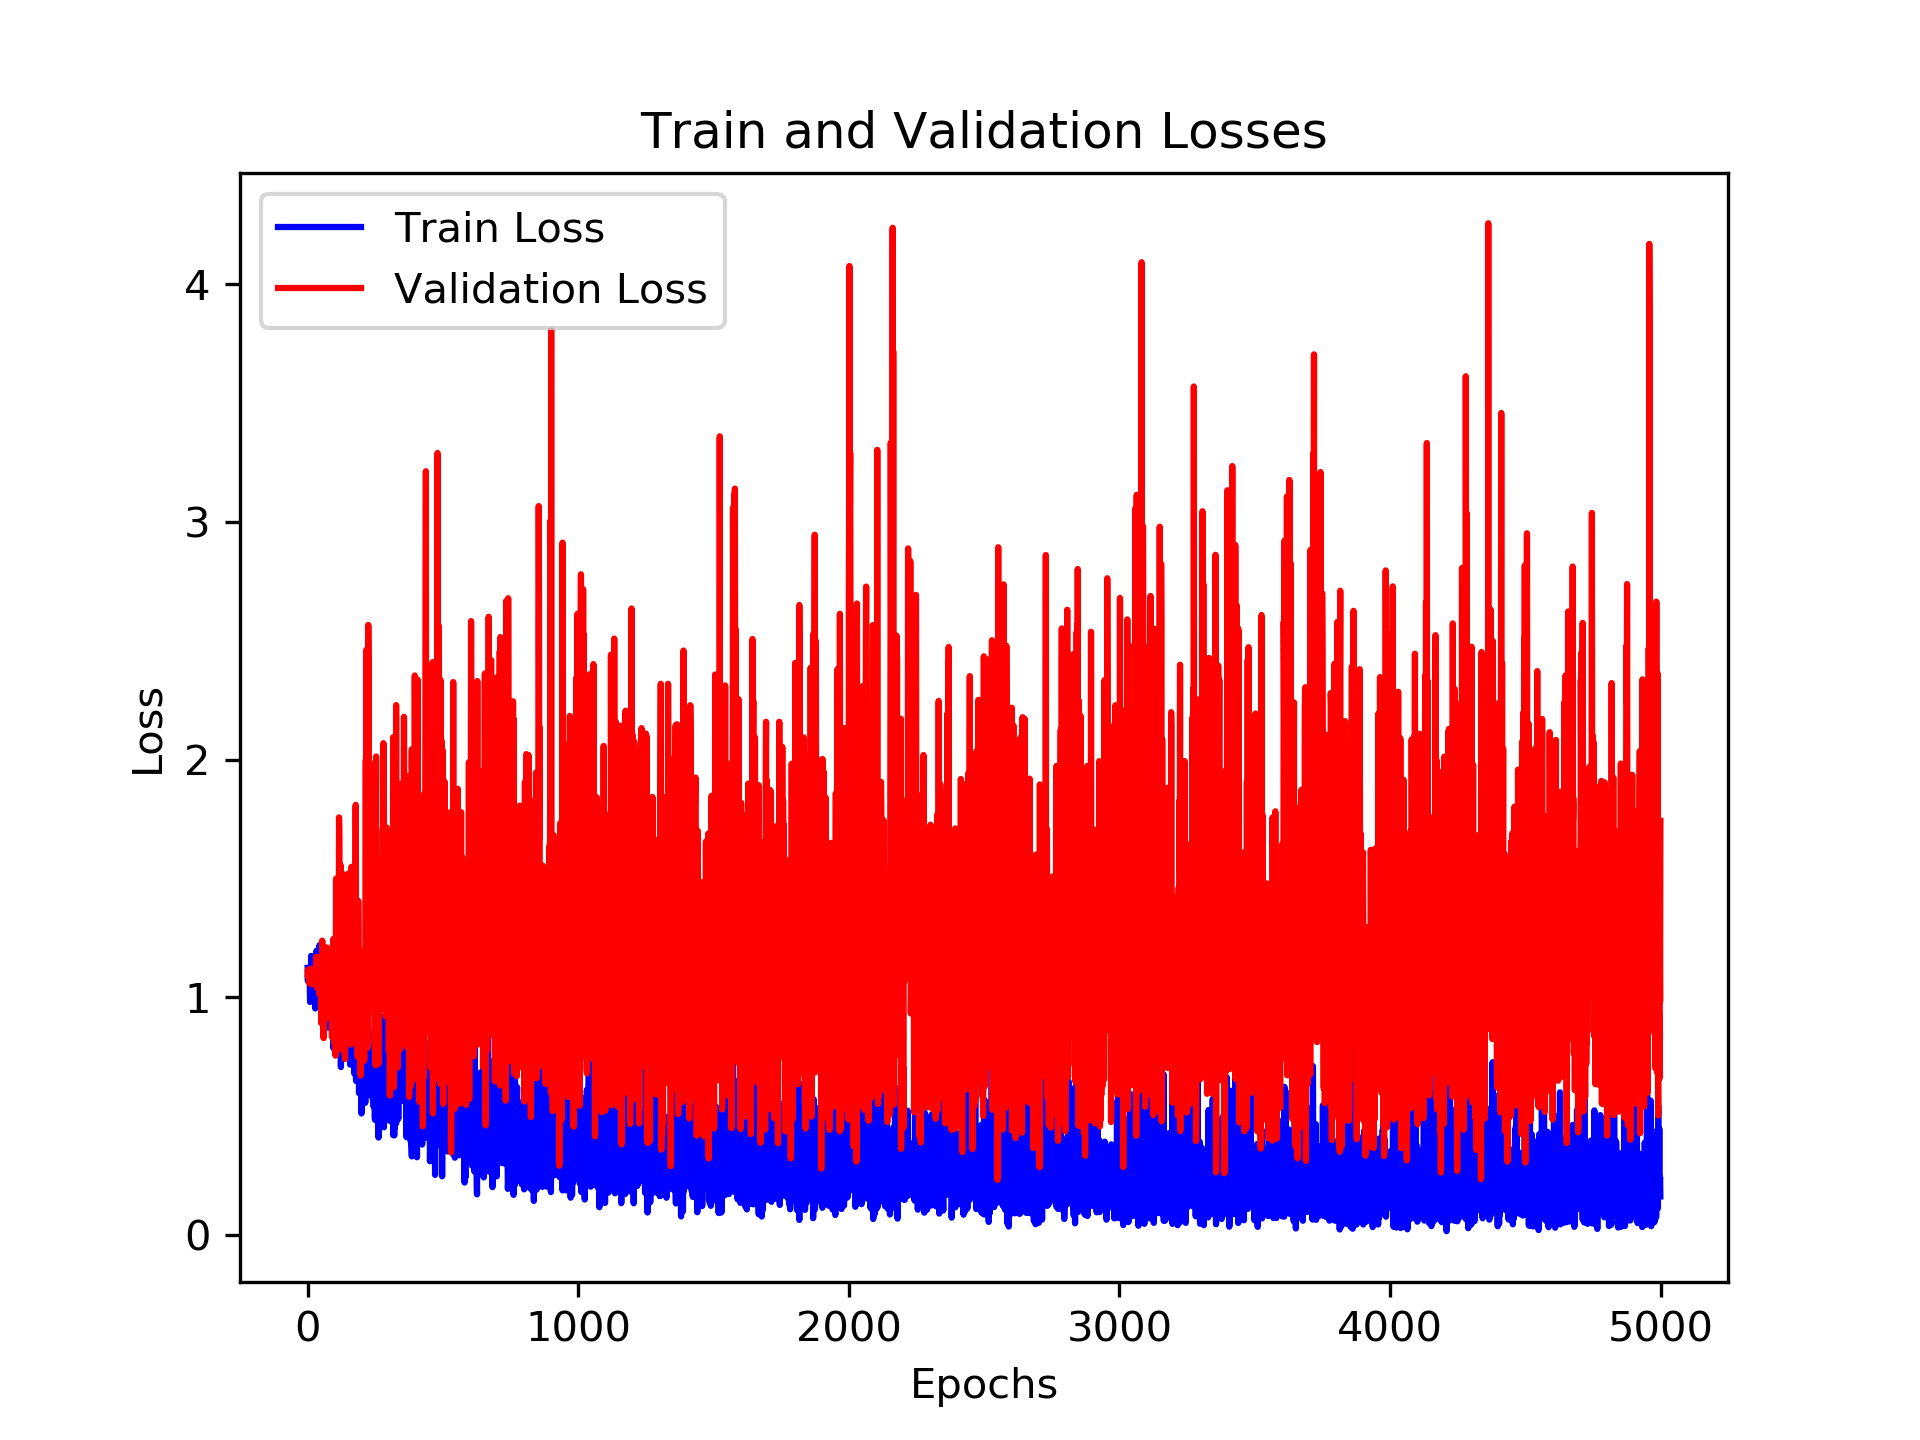 Train and Validation Losses
Train Loss
Validation Loss
4
3
2
1
0
Loss
0 1000 2000 3000 4000 5000
Epochs